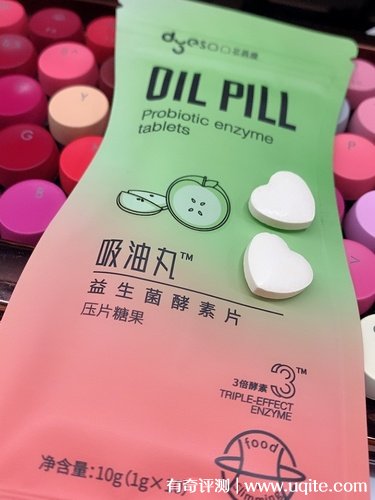 OIL PILL
Probiotic enzyme
tablets
吸油丸™
益生菌酵素片
压片糖果
3倍酵素 3™
TRIPLE-EFFECT
ENZYME
food
净含量:10g(1g×
有奇评测 | www.uqite.com